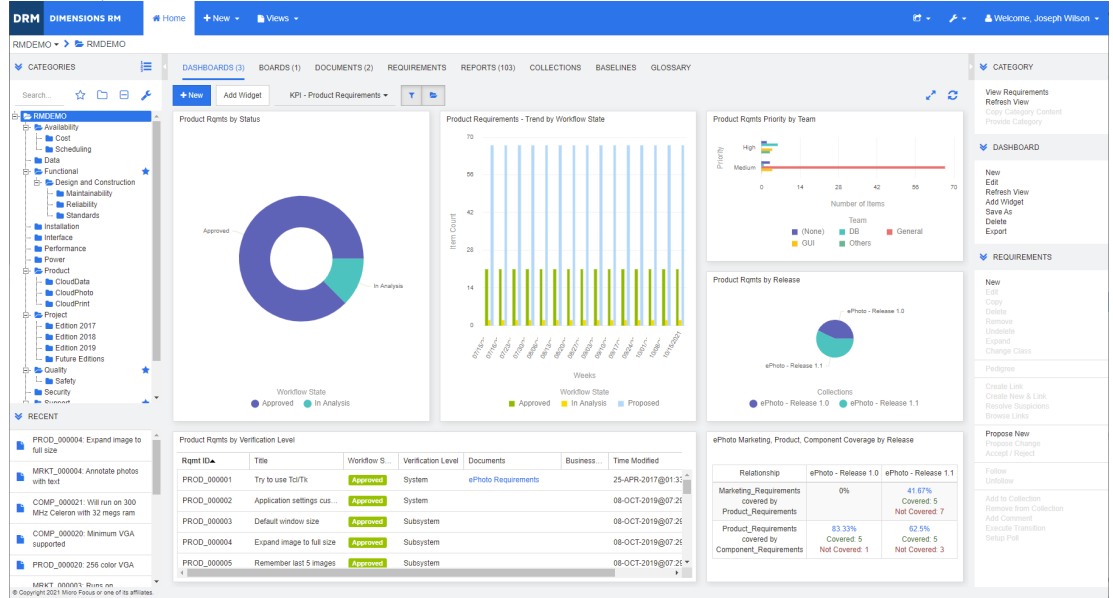 DRM DIMENSIONS RM Home + New Views Welcome, Joseph Wilson
RMDEMO > RMDEMO
CATEGORIES
Search...
RMDEMO
Availability
Cost
Scheduling
Data
Functional
Design and Construction
Maintainability
Reliability
Standards
Installation
Interface
Performance
Power
Product
CloudData
CloudPhoto
CloudPrint
Project
Edition 2017
Edition 2018
Edition 2019
Future Editions
Quality
Safety
Security
Support
RECENT
PROD_000004: Expand image to
full size
MRKT_000004: Annotate photos
with text
COMP_000021: Will run on 300
MHz Celeron with 32 megs ram
COMP_000020: Minimum VGA
supported
PROD_000020: 256 color VGA
MRKT_000003: Runs on
© Copyright 2021 Micro Focus or one of its affiliates.
DASHBOARDS (3) BOARDS (1) DOCUMENTS (2) REQUIREMENTS REPORTS (103) COLLECTIONS BASELINES GLOSSARY
+ New Add Widget KPI - Product Requirements
Product Rqmts by Status
Approved
In Analysis
Workflow State
Approved In Analysis
Product Requirements - Trend by Workflow State
70
56
42
28
14
0
Item Count
10/15/2021
Weeks
Workflow State
Approved In Analysis Proposed
Product Rqmts Priority by Team
Priority
High
Medium
0 14 28 42 56 70
Number of Items
Team
(None) DB General
GUI Others
Product Rqmts by Release
ePhoto - Release 1.0
ePhoto - Release 1.1
Collections
ePhoto - Release 1.0 ePhoto - Release 1.1
Product Rqmts by Verification Level
Rqmt ID Title Workflow S... Verification Level Documents Business... Time Modified
PROD_000001 Try to use Tcl/Tk Approved System ePhoto Requirements 25-APR-2017@01:33
PROD_000002 Application settings cus... Approved System 08-OCT-2019@07:29
PROD_000003 Default window size Approved Subsystem 08-OCT-2019@07:29
PROD_000004 Expand image to full size Approved Subsystem 08-OCT-2019@07:29
PROD_000005 Remember last 5 images Approved Subsystem 08-OCT-2019@07:29
ePhoto Marketing, Product, Component Coverage by Release
Relationship ePhoto - Release 1.0 ePhoto - Release 1.1
Marketing_Requirements
covered by
Product_Requirements
0%
41.67%
Covered: 5
Not Covered: 7
Product_Requirements
covered by
Component_Requirements
83.33%
Covered: 5
Not Covered: 1
62.5%
Covered: 5
Not Covered: 3
CATEGORY
View Requirements
Refresh View
Copy Category Content
Provide Category
DASHBOARD
New
Edit
Refresh View
Add Widget
Save As
Delete
Export
REQUIREMENTS
New
Edit
Copy
Delete
Remove
Undelete
Expand
Change Class
Pedigree
Create Link
Create New & Link
Resolve Suspicions
Browse Links
Propose New
Propose Change
Accept / Reject
Follow
Unfollow
Add to Collection
Remove from Collection
Add Comment
Execute Transition
Setup Poll